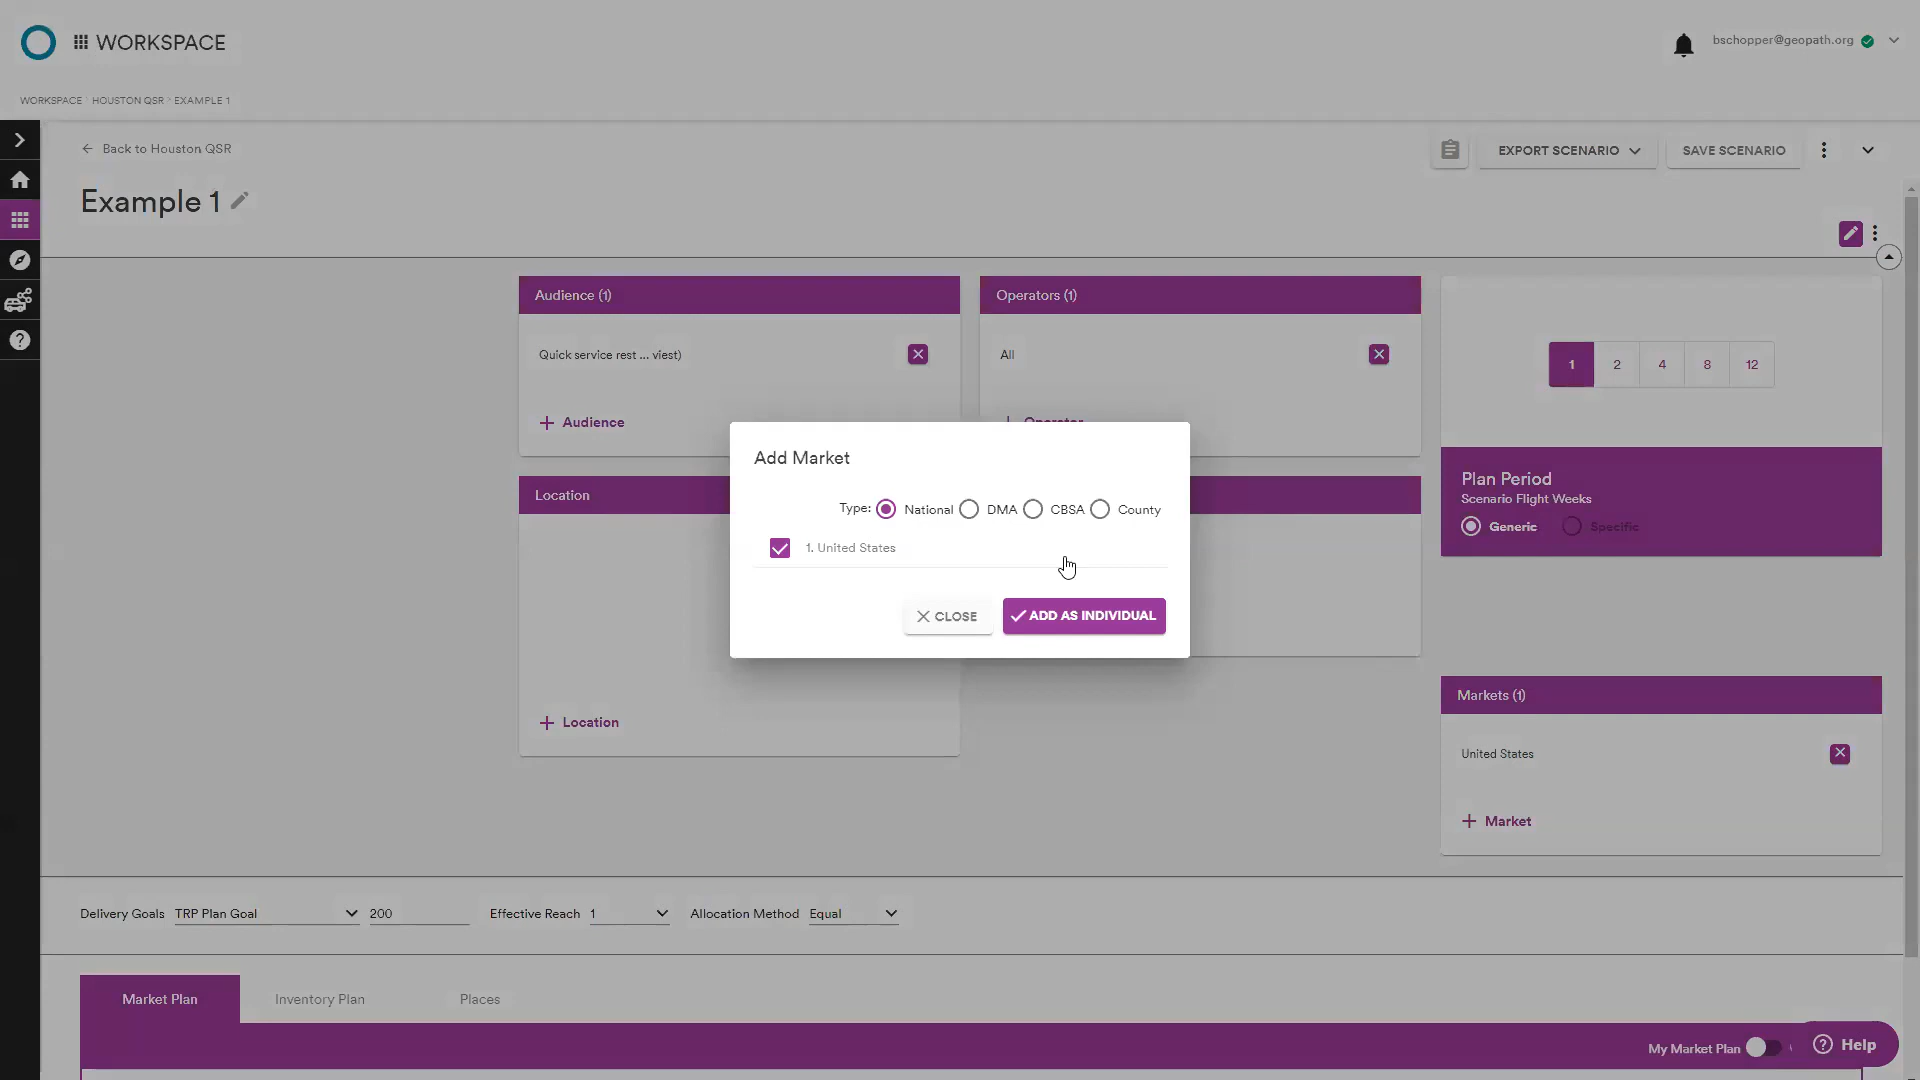 WORKSPACE
bschopper@geopath.org
WORKSPACE › HOUSTON QSR › EXAMPLE 1
Back to Houston QSR
EXPORT SCENARIO
SAVE SCENARIO
Example 1
Audience (1)
Operators (1)
Quick service rest ... viest)
All
1 2 4 8 12
+ Audience
+ Operator
Add Market
Plan Period
Location
Scenario Flight Weeks
Type: National DMA CBSA County
Generic Specific
1. United States
CLOSE
ADD AS INDIVIDUAL
Markets (1)
+ Location
United States
+ Market
Delivery Goals TRP Plan Goal 200 Effective Reach 1 Allocation Method Equal
Market Plan Inventory Plan Places
My Market Plan
? Help